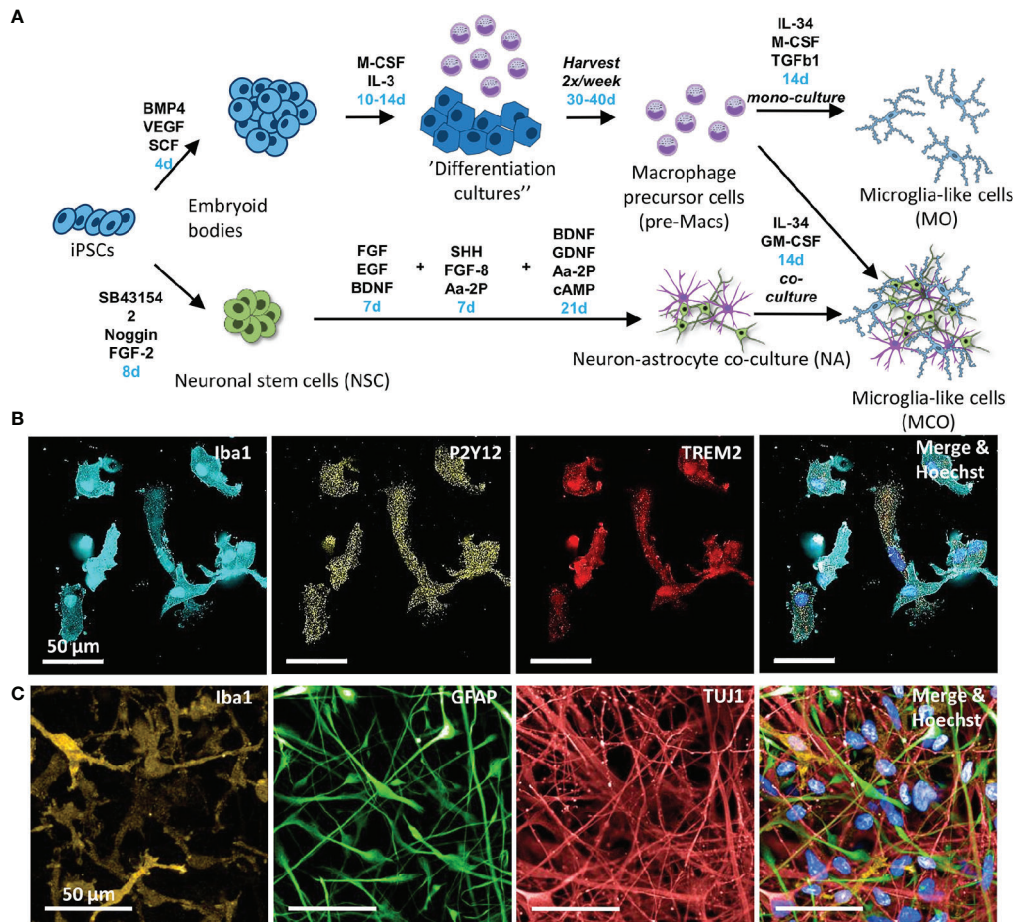 A
BMP4
VEGF
SCF
4d
iPSCs
Embryoid
bodies
M-CSF
IL-3
10-14d
'Differentiation
cultures''
Harvest
2x/week
30-40d
Macrophage
precursor cells
(pre-Macs)
IL-34
M-CSF
TGFb1
14d
mono-culture
Microglia-like cells
(MO)
SB43154
2
Noggin
FGF-2
8d
Neuronal stem cells (NSC)
FGF
EGF
BDNF
7d
+
SHH
FGF-8
Aa-2P
7d
+
BDNF
GDNF
Aa-2P
cAMP
21d
Neuron-astrocyte co-culture (NA)
IL-34
GM-CSF
14d
co-
culture
Microglia-like cells
(MCO)
B
Iba1
P2Y12
TREM2
Merge &
Hoechst
50 μm
C
Iba1
GFAP
TUJ1
Merge &
Hoechst
50 μm